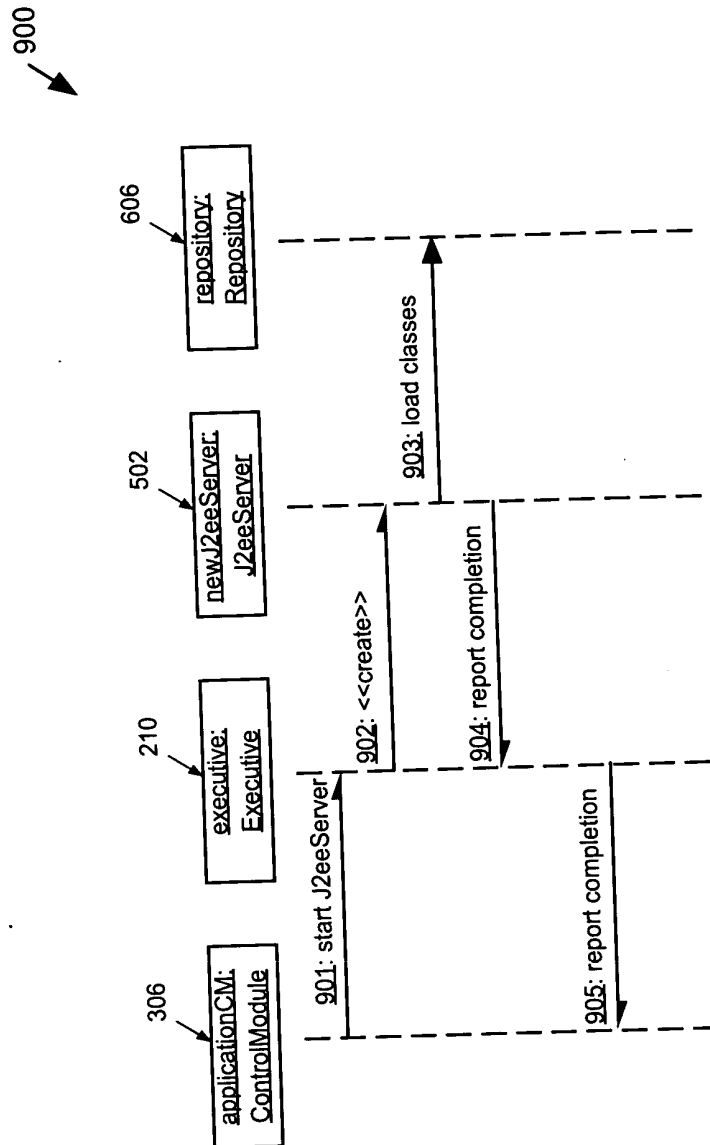 900
306
applicationCM:
ControlModule
210
executive:
Executive
502
newJ2eeServer:
J2eeServer
606
repository:
Repository
901: start J2eeServer
902: <<create>>
903: load classes
904: report completion
905: report completion